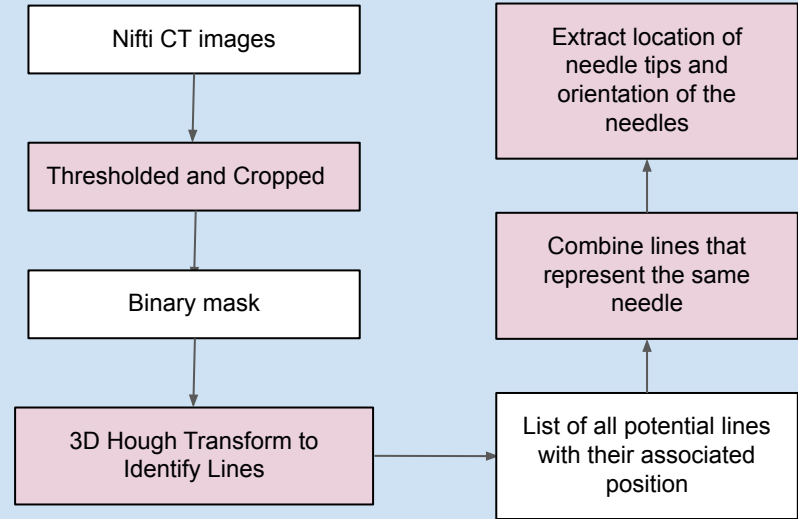 Nifti CT images
Thresholded and Cropped
Binary mask
3D Hough Transform to
Identify Lines
List of all potential lines
with their associated
position
Combine lines that
represent the same
needle
Extract location of
needle tips and
orientation of the
needles